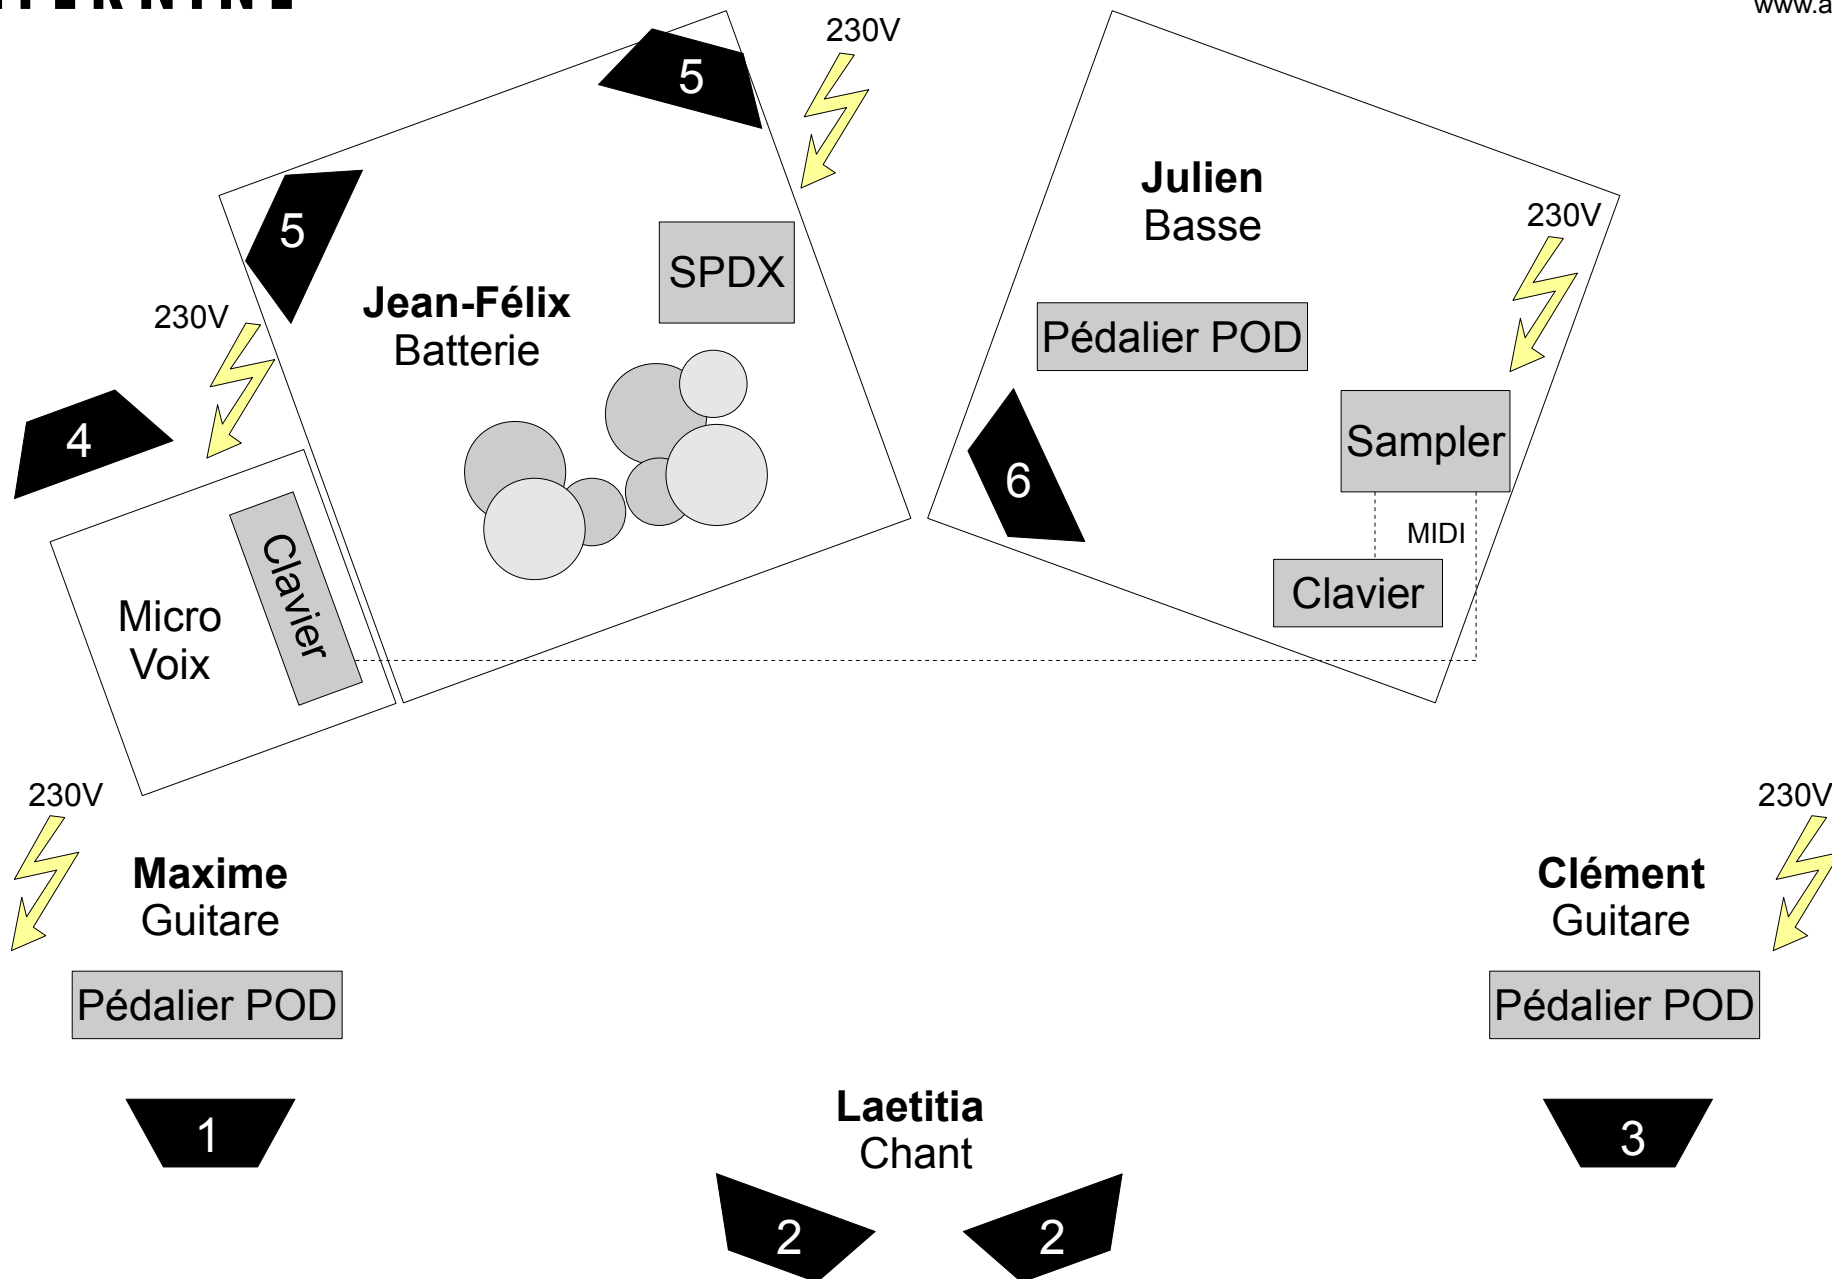 www.a
230V
5
Julien
Basse
5
230V
SPDX
Jean-Félix
Batterie
230V
Pédalier POD
4
Sampler
6
MIDI
Clavier
Clavier
Micro
Voix
230V
230V
Maxime
Guitare
Clément
Guitare
Pédalier POD
Pédalier POD
Laetitia
Chant
1
3
2
2